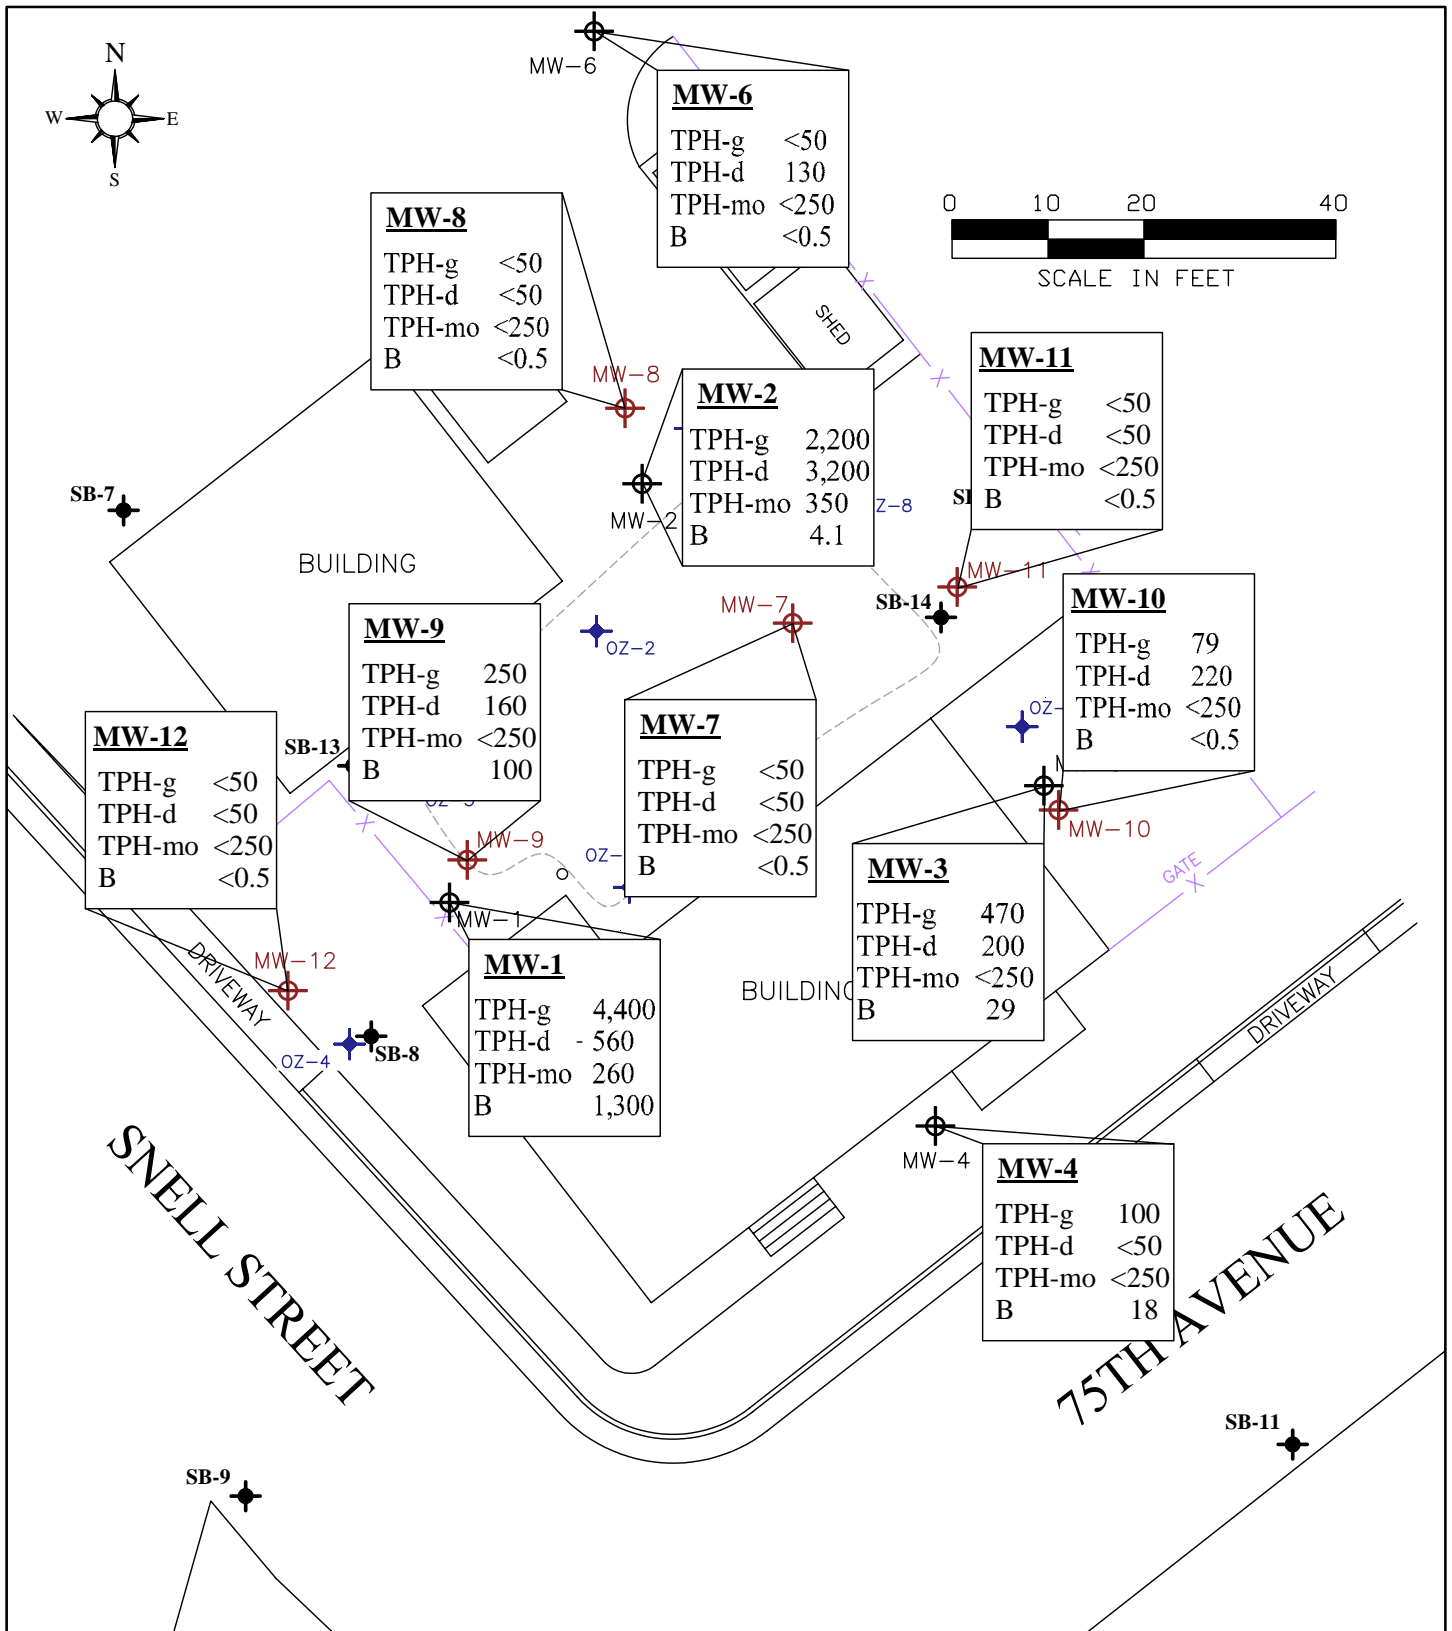 N
W
E
S
MW-6
MW-6
TPH-g <50
TPH-d 130
TPH-mo <250
B <0.5
0 10 20 40
SCALE IN FEET
MW-8
TPH-g <50
TPH-d <50
TPH-mo <250
B <0.5
MW-8
SHED
MW-2
TPH-g 2,200
TPH-d 3,200
TPH-mo 350
B 4.1
MW-2
MW-11
TPH-g <50
TPH-d <50
TPH-mo <250
B <0.5
MW-11
SB-7
BUILDING
SB-14
MW-7
OZ-2
MW-10
TPH-g 79
TPH-d 220
TPH-mo <250
B <0.5
MW-9
TPH-g 250
TPH-d 160
TPH-mo <250
B 100
MW-7
TPH-g <50
TPH-d <50
TPH-mo <250
B <0.5
MW-12
TPH-g <50
TPH-d <50
TPH-mo <250
B <0.5
SB-13
X
MW-9
MW-10
GATE
X
MW-1
MW-3
TPH-g 470
TPH-d 200
TPH-mo <250
B 29
MW-1
TPH-g 4,400
TPH-d - 560
TPH-mo 260
B 1,300
MW-12
DRIVEWAY
BUILDING
DRIVEWAY
OZ-4
SB-8
MW-4
MW-4
TPH-g 100
TPH-d <50
TPH-mo <250
B 18
SNELL STREET
75TH AVENUE
SB-11
SB-9